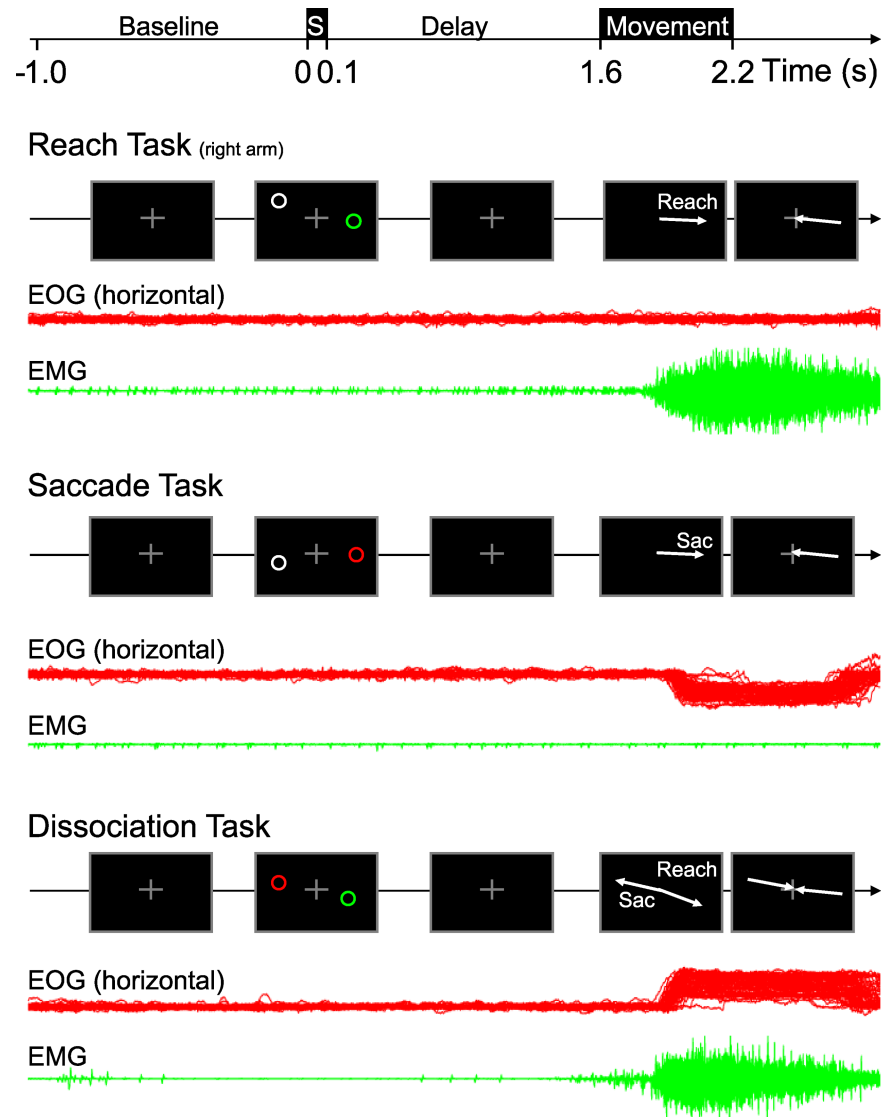 Baseline S Delay Movement
-1.0 0 0.1 1.6 2.2 Time (s)
Reach Task (right arm)
Reach
EOG (horizontal)
EMG
Saccade Task
Sac
EOG (horizontal)
EMG
Dissociation Task
Reach
Sac
EOG (horizontal)
EMG